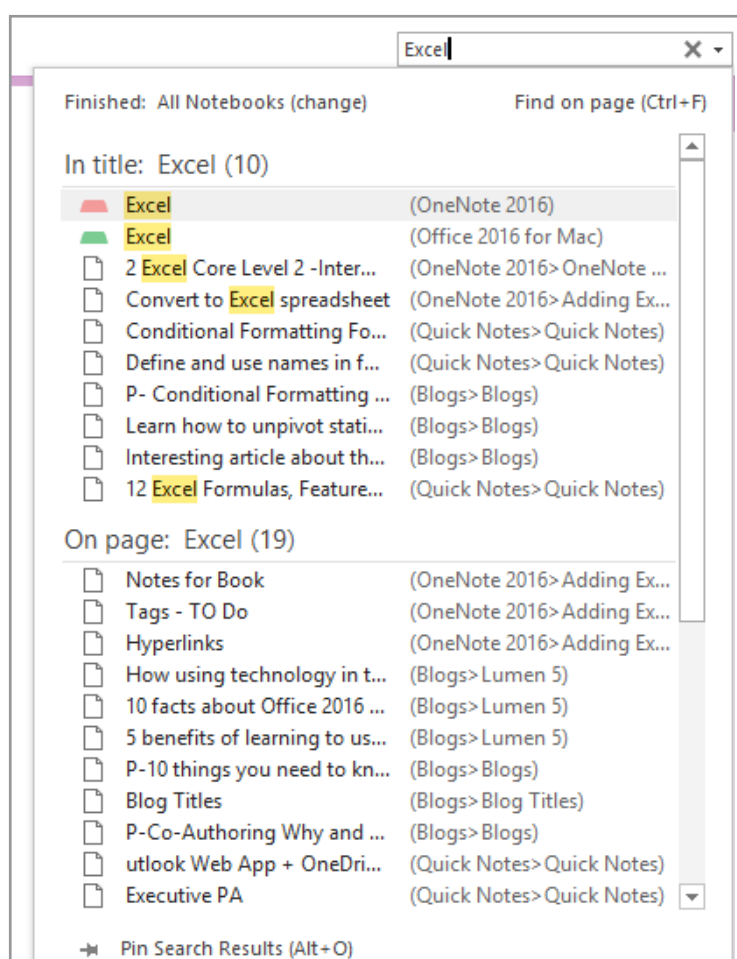 Excel
Finished: All Notebooks (change) Find on page (Ctrl+F)
In title: Excel (10)
Excel (OneNote 2016)
Excel (Office 2016 for Mac)
2 Excel Core Level 2 -Inter... (OneNote 2016>OneNote ...
Convert to Excel spreadsheet (OneNote 2016>Adding Ex...
Conditional Formatting Fo... (Quick Notes>Quick Notes)
Define and use names in f... (Quick Notes>Quick Notes)
P- Conditional Formatting ... (Blogs>Blogs)
Learn how to unpivot stati... (Blogs>Blogs)
Interesting article about th... (Blogs>Blogs)
12 Excel Formulas, Feature... (Quick Notes>Quick Notes)
On page: Excel (19)
Notes for Book (OneNote 2016>Adding Ex...
Tags - TO Do (OneNote 2016>Adding Ex...
Hyperlinks (OneNote 2016>Adding Ex...
How using technology in t... (Blogs>Lumen 5)
10 facts about Office 2016 ... (Blogs>Lumen 5)
5 benefits of learning to us... (Blogs>Lumen 5)
P-10 things you need to kn... (Blogs>Blogs)
Blog Titles (Blogs>Blog Titles)
P-Co-Authoring Why and ... (Blogs>Blogs)
utlook Web App + OneDri... (Quick Notes>Quick Notes)
Executive PA (Quick Notes>Quick Notes)
Pin Search Results (Alt+O)